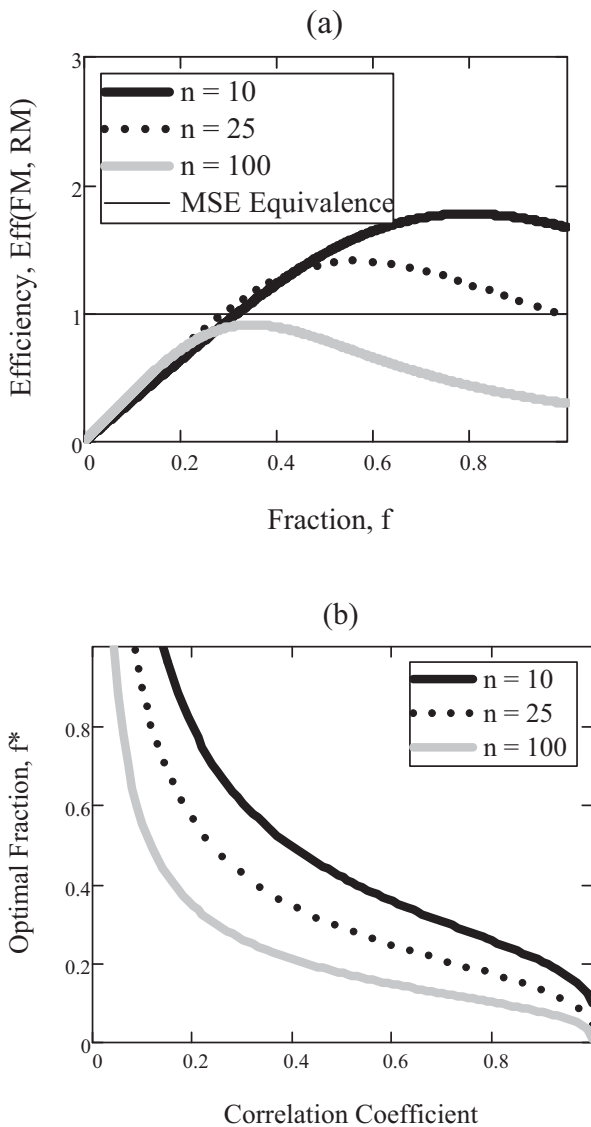 (a)
3
2
1
0
n = 10
n = 25
n = 100
MSE Equivalence
Efficiency, Eff(FM, RM)
0 0.2 0.4 0.6 0.8
Fraction, f
(b)
0.8
0.6
0.4
0.2
0
n = 10
n = 25
n = 100
Optimal Fraction, f*
0 0.2 0.4 0.6 0.8
Correlation Coefficient